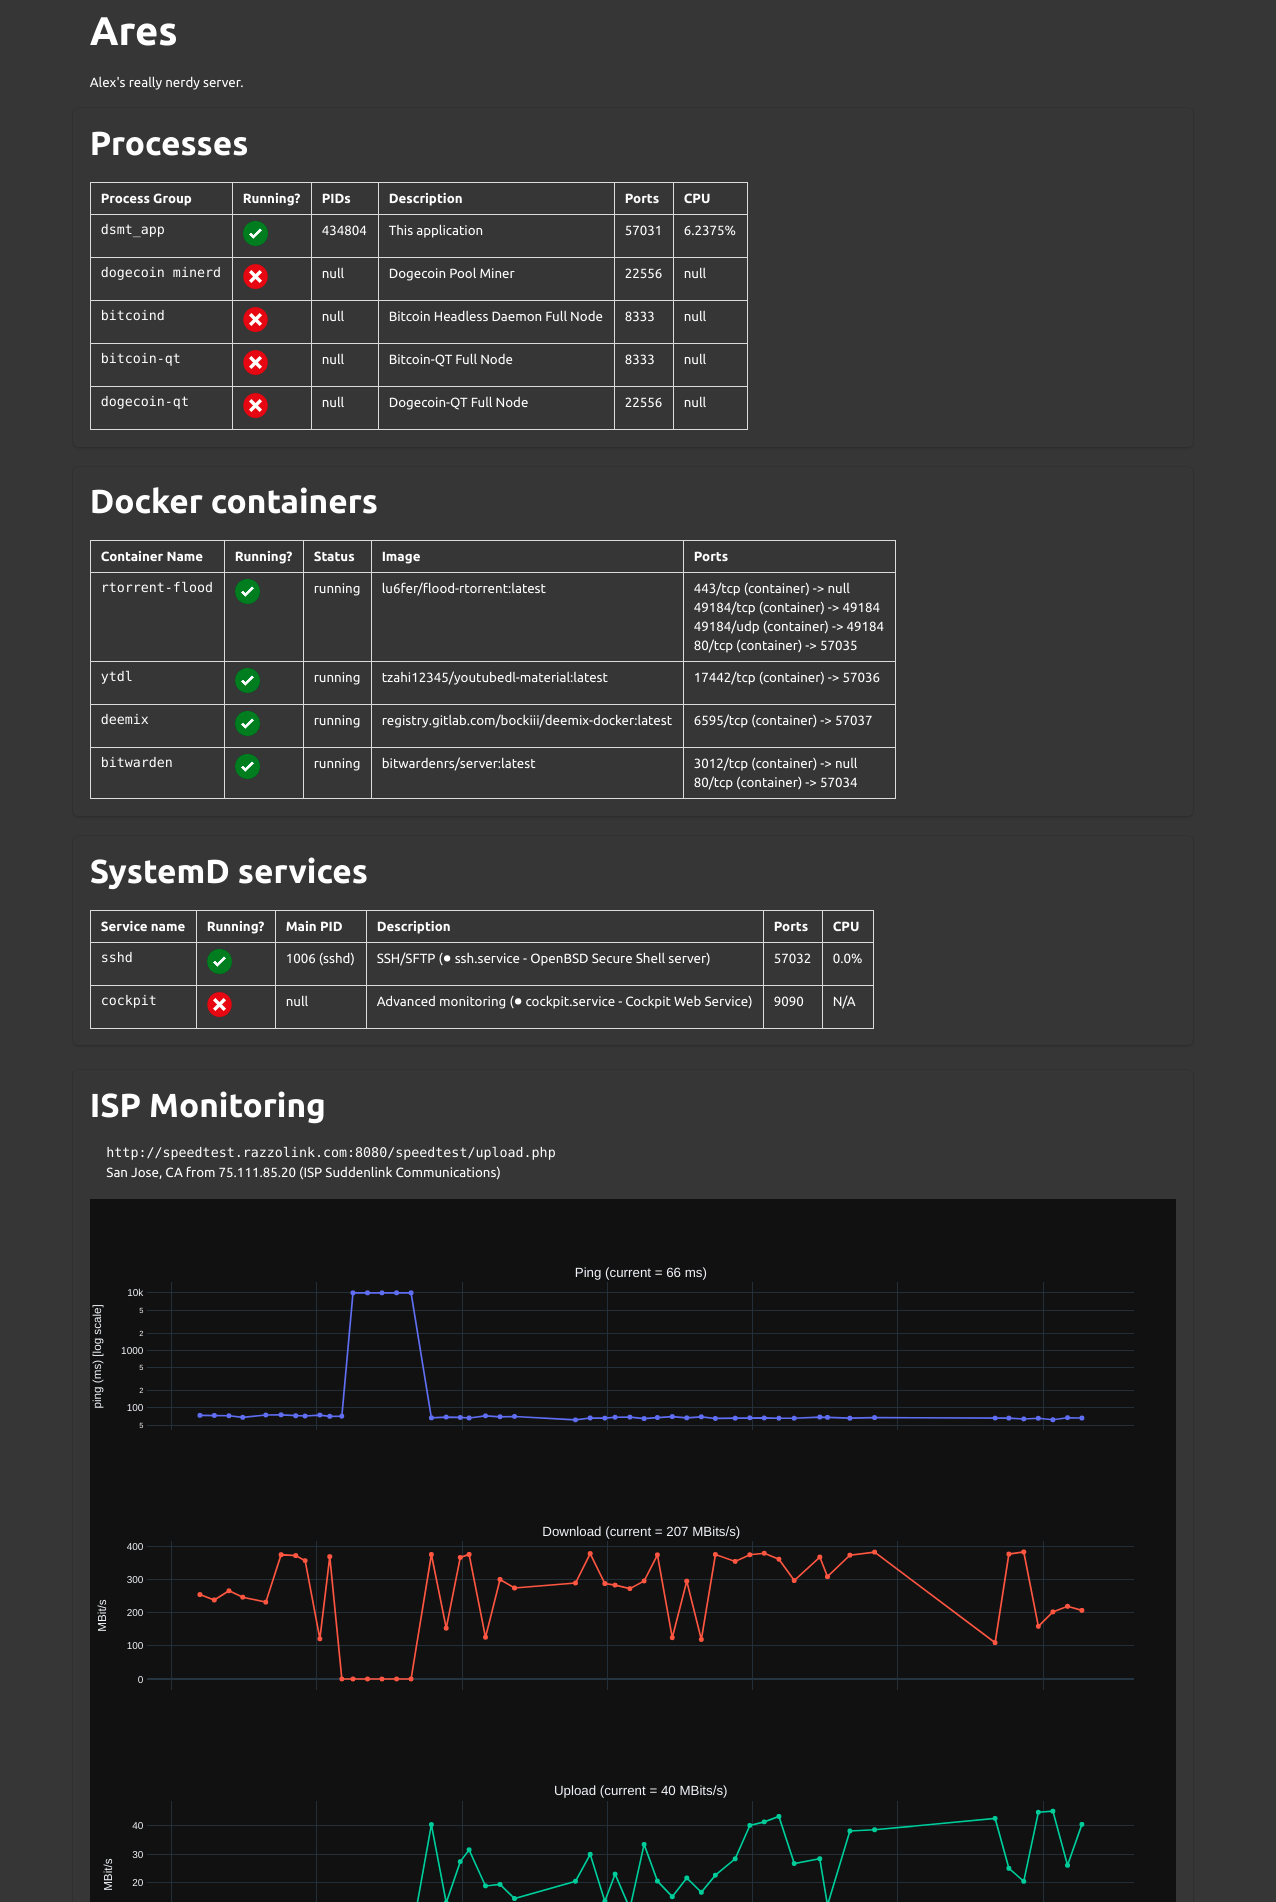 Ares
Alex's really nerdy server.
Processes
Process Group Running? PIDs Description Ports CPU
dsmt_app 434804 This application 57031 6.2375%
dogecoin minerd null Dogecoin Pool Miner 22556 null
bitcoind null Bitcoin Headless Daemon Full Node 8333 null
bitcoin-qt null Bitcoin-QT Full Node 8333 null
dogecoin-qt null Dogecoin-QT Full Node 22556 null
Docker containers
Container Name Running? Status Image Ports
rtorrent-flood running lu6fer/flood-rtorrent:latest 443/tcp (container) -> null
49184/tcp (container) -> 49184
49184/udp (container) -> 49184
80/tcp (container) -> 57035
ytdl running tzahi12345/youtubedl-material:latest 17442/tcp (container) -> 57036
deemix running registry.gitlab.com/bockiii/deemix-docker:latest 6595/tcp (container) -> 57037
bitwarden running bitwardenrs/server:latest 3012/tcp (container) -> null
80/tcp (container) -> 57034
SystemD services
Service name Running? Main PID Description Ports CPU
sshd 1006 (sshd) SSH/SFTP (● ssh.service - OpenBSD Secure Shell server) 57032 0.0%
cockpit null Advanced monitoring (● cockpit.service - Cockpit Web Service) 9090 N/A
ISP Monitoring
http://speedtest.razzolink.com:8080/speedtest/upload.php
San Jose, CA from 75.111.85.20 (ISP Suddenlink Communications)
Ping (current = 66 ms)
ping (ms) [log scale]
10k
5
2
1000
5
2
100
5
Download (current = 207 MBits/s)
MBit/s
400
300
200
100
0
Upload (current = 40 MBits/s)
MBit/s
40
30
20